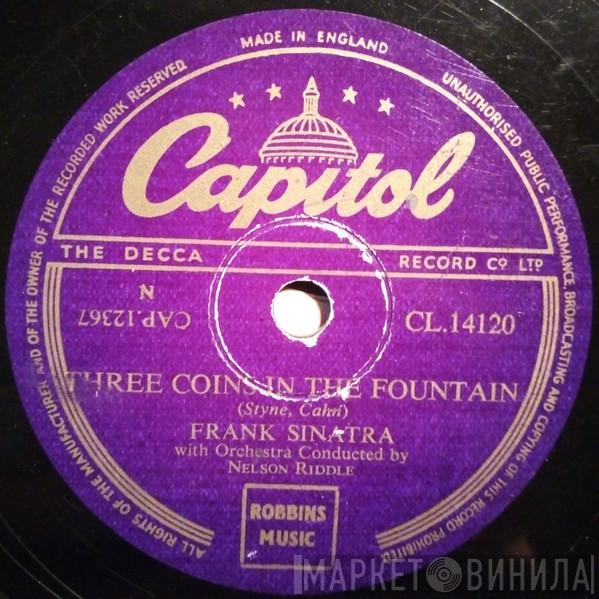 MADE IN ENGLAND
ALL RIGHTS OF THE MANUFACTURER AND OF THE OWNER OF THE RECORDED WORK RESERVED.
UNAUTHORISED PUBLIC PERFORMANCE, BROADCASTING AND COPYING OF THIS RECORD PROHIBITED.
Capitol
THE DECCA RECORD Cº LTD
N
CAP.12367
CL.14120
THREE COINS IN THE FOUNTAIN
(Styne, Cahn)
FRANK SINATRA
with Orchestra Conducted by
NELSON RIDDLE
ROBBINS
MUSIC
МАРКЕТ ВИНИЛА